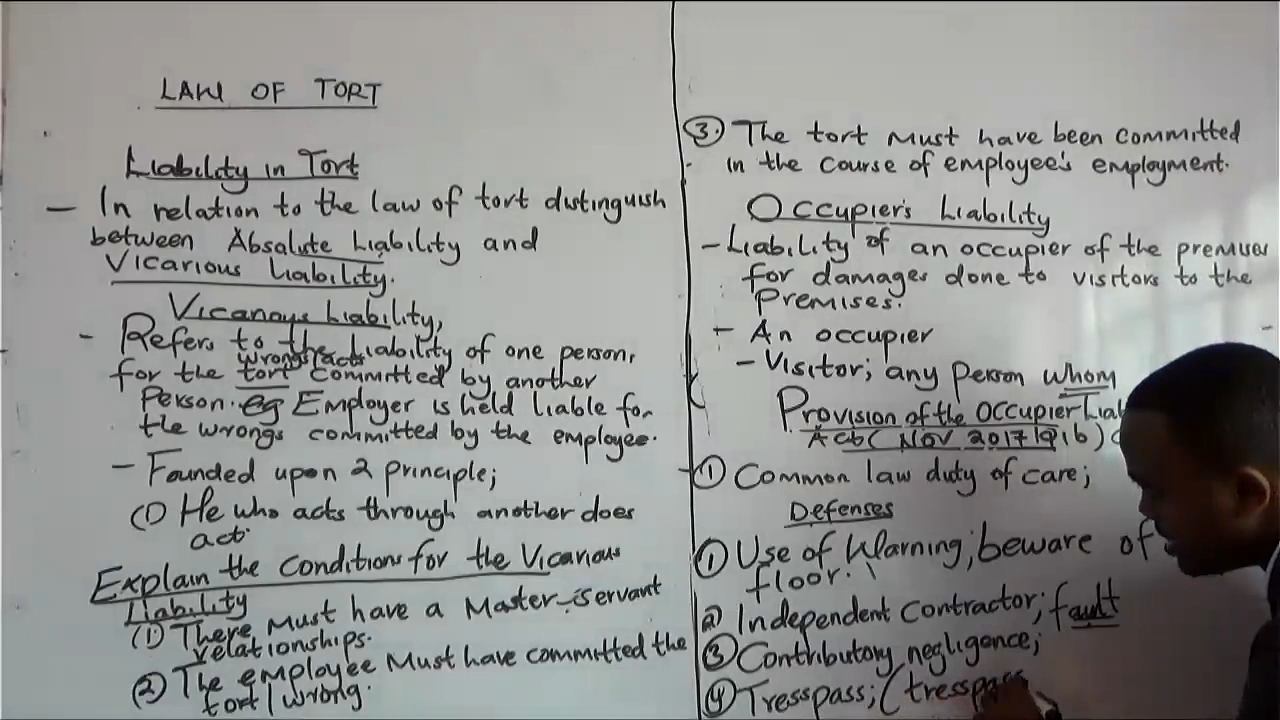 LAW OF TORT
Liability in Tort
- In relation to the law of tort distinguish
between Absolute Liability and
Vicarious Liability.
Vicarious Liability,
- Refers to the Liability of one person,
wrongs/acts
for the tort committed by another
Person. eg Employer is held liable for
the wrongs committed by the employee.
- Founded upon 2 principle;
(1) He who acts through another does
act.
Explain the conditions for the Vicarious
Liability
(1) There Must have a Master-servant
relationships.
(2) The employee Must have committed the
tort/wrong.
(3) The tort Must have been committed
in the course of employee's employment.
Occupier's Liability
- Liability of an occupier of the premises
for damages done to visitors to the
Premises.
- An occupier
- Visitor; any person whom
Provision of the Occupier
Act (Nov 2017
(1) Common law duty of care;
Defenses
(1) Use of Warning; beware of
floor.
(2) Independent contractor; fault
(3) Contributory negligence;
(4) Tresspass; (